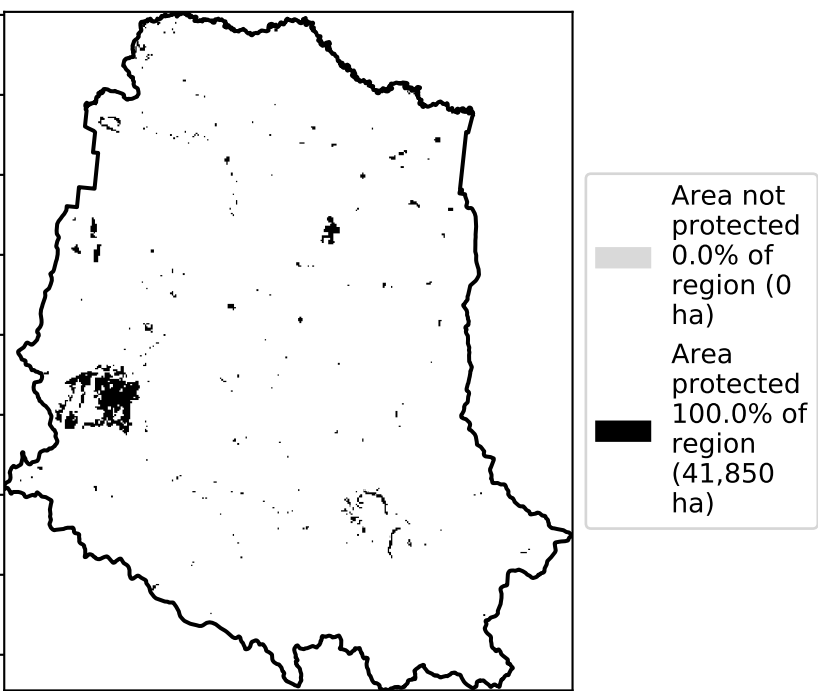 Area not
protected
0.0% of
region (0
ha)
Area
protected
100.0% of
region
(41,850
ha)